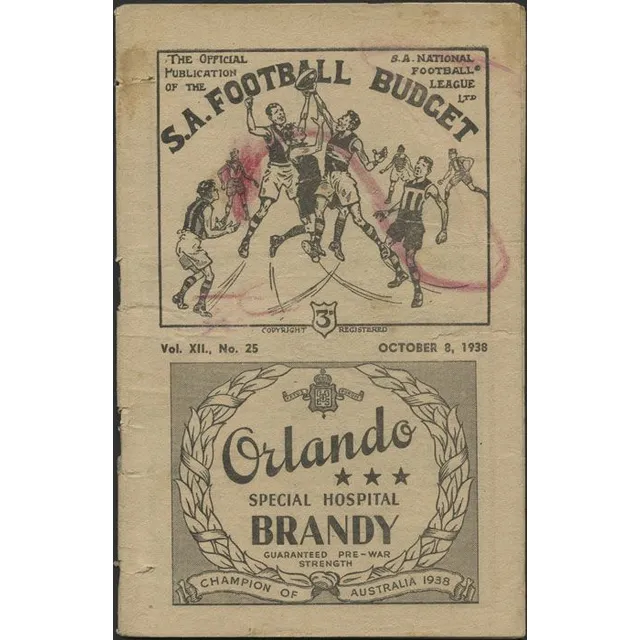 THE OFFICIAL
PUBLICATION
OF THE
S.A. NATIONAL
FOOTBALL
LEAGUE
LTD
S.A. FOOTBALL BUDGET
3D
COPYRIGHT REGISTERED
Vol. XII., No. 25 OCTOBER 8, 1938
Orlando
SPECIAL HOSPITAL
BRANDY
GUARANTEED PRE-WAR
STRENGTH
CHAMPION OF AUSTRALIA 1938